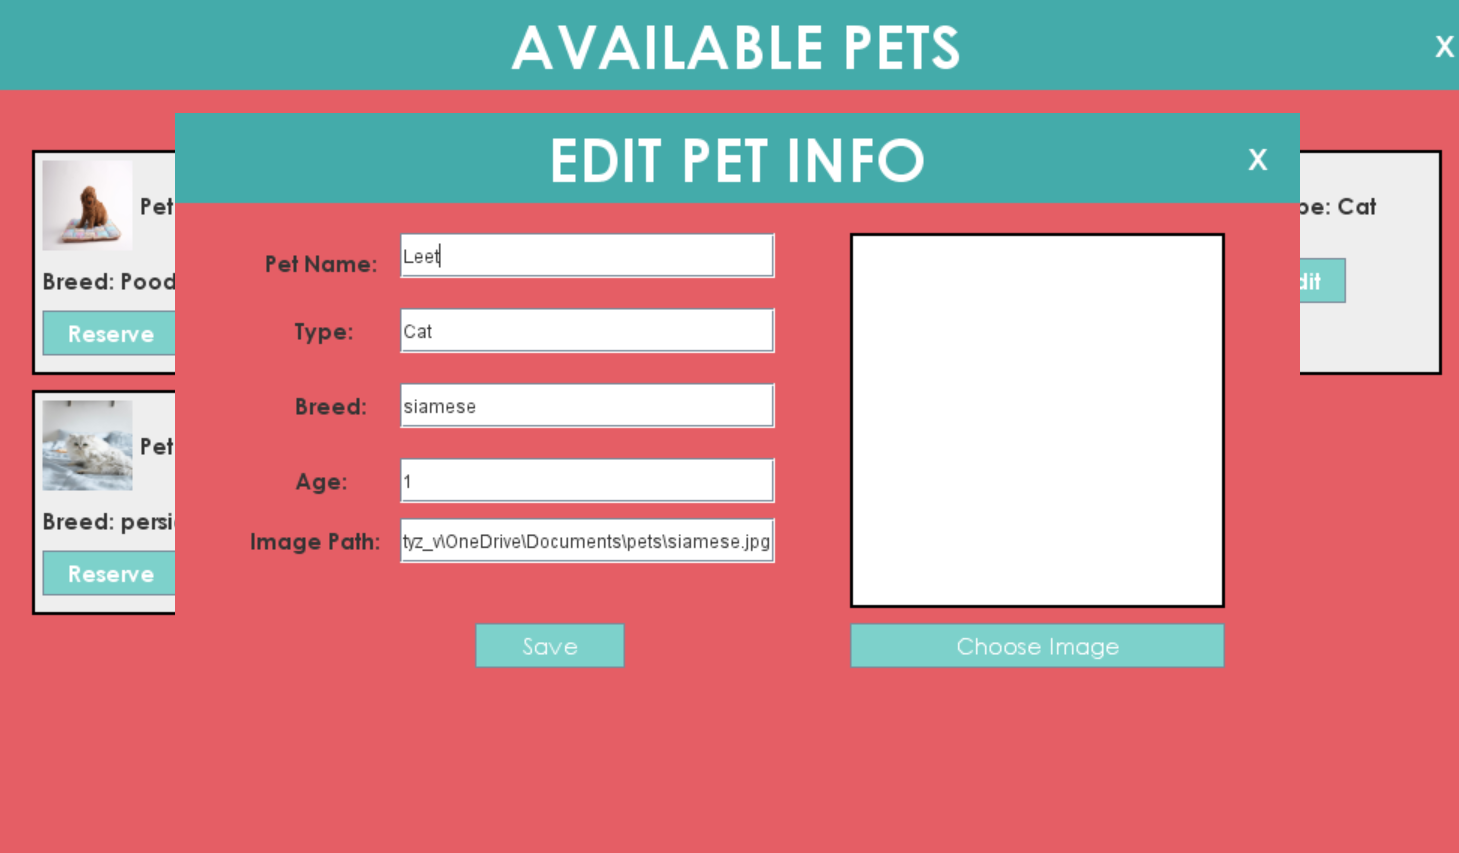 AVAILABLE PETS
X
EDIT PET INFO
X
Pet
Breed: Pood
Reserve
Pet
Breed: persi
Reserve
Pet Name: Leet
Type: Cat
Breed: siamese
Age: 1
Image Path: tyz_v\OneDrive\Documents\pets\siamese.jpg
Save
Choose Image
pe: Cat
dit